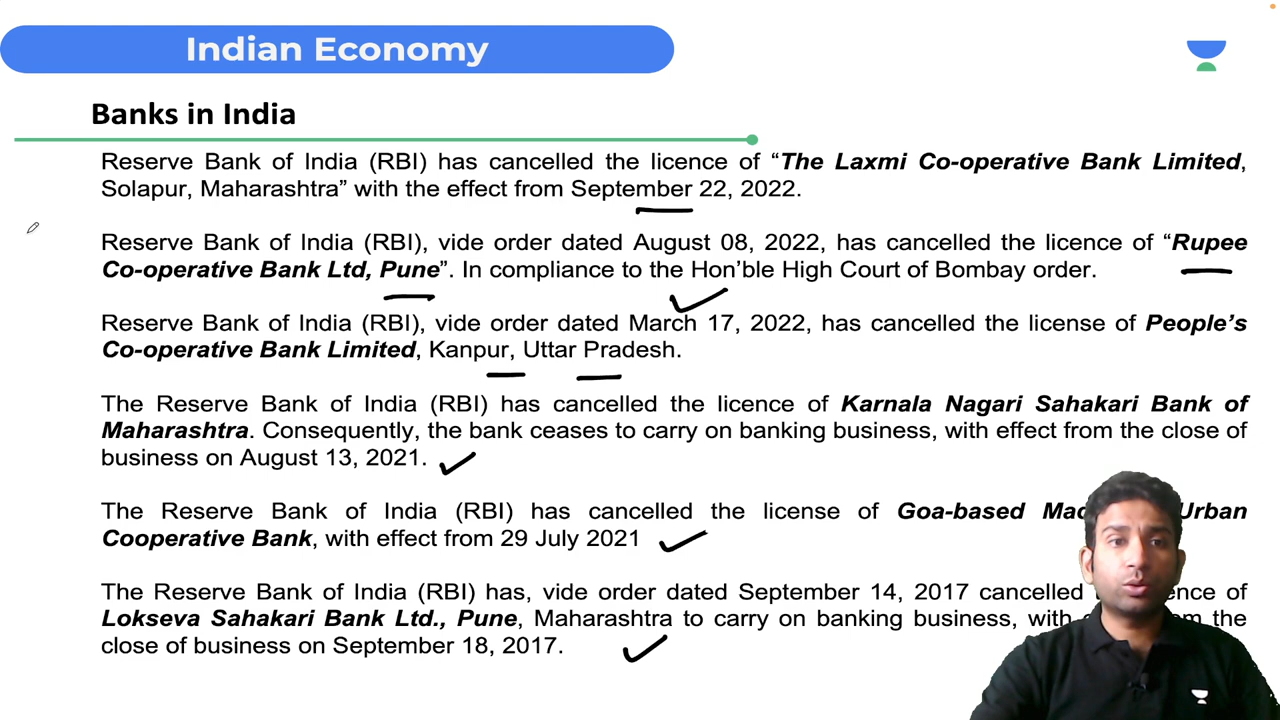 Indian Economy
Banks in India
Reserve Bank of India (RBI) has cancelled the licence of “The Laxmi Co-operative Bank Limited,
Solapur, Maharashtra” with the effect from September 22, 2022.
Reserve Bank of India (RBI), vide order dated August 08, 2022, has cancelled the licence of “Rupee
Co-operative Bank Ltd, Pune”. In compliance to the Hon’ble High Court of Bombay order.
Reserve Bank of India (RBI), vide order dated March 17, 2022, has cancelled the license of People’s
Co-operative Bank Limited, Kanpur, Uttar Pradesh.
The Reserve Bank of India (RBI) has cancelled the licence of Karnala Nagari Sahakari Bank of
Maharashtra. Consequently, the bank ceases to carry on banking business, with effect from the close of
business on August 13, 2021.
The Reserve Bank of India (RBI) has cancelled the license of Goa-based Urban
Cooperative Bank, with effect from 29 July 2021
The Reserve Bank of India (RBI) has, vide order dated September 14, 2017 cancelled of
Lokseva Sahakari Bank Ltd., Pune, Maharashtra to carry on banking business, with the
close of business on September 18, 2017.